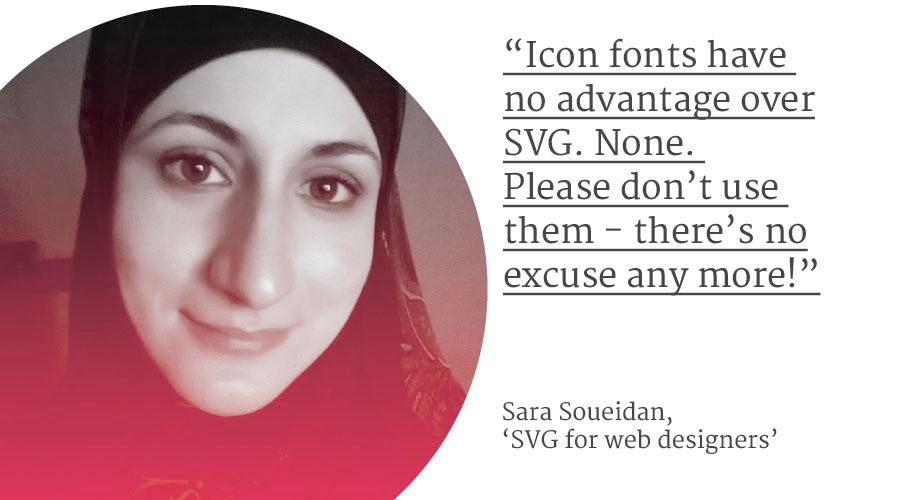 “Icon fonts have
no advantage over
SVG. None.
Please don’t use
them – there’s no
excuse any more!”
Sara Soueidan,
‘SVG for web designers’